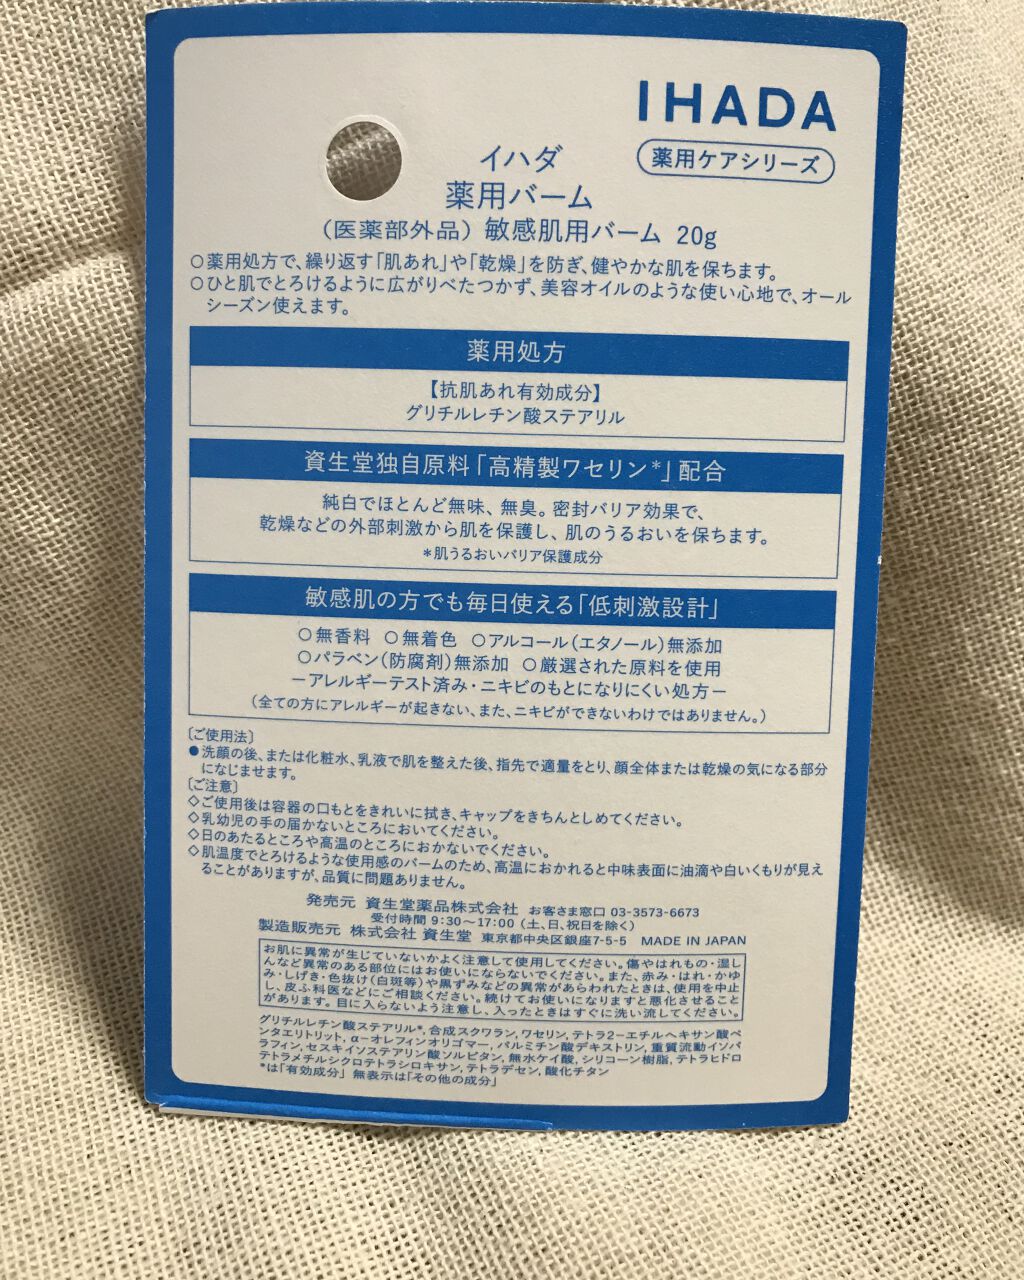 IHADA
薬用ケアシリーズ
イハダ
薬用バーム
（医薬部外品）敏感肌用バーム 20g
○薬用処方で、繰り返す「肌あれ」や「乾燥」を防ぎ、健やかな肌を保ちます。
○ひと肌でとろけるように広がりべたつかず、美容オイルのような使い心地で、オール
シーズン使えます。
薬用処方
【抗肌あれ有効成分】
グリチルレチン酸ステアリル
資生堂独自原料「高精製ワセリン*」配合
純白でほとんど無味、無臭。密封バリア効果で、
乾燥などの外部刺激から肌を保護し、肌のうるおいを保ちます。
*肌うるおいバリア保護成分
敏感肌の方でも毎日使える「低刺激設計」
○無香料 ○無着色 ○アルコール（エタノール）無添加
○パラベン（防腐剤）無添加 ○厳選された原料を使用
－アレルギーテスト済み・ニキビのもとになりにくい処方－
（全ての方にアレルギーが起きない、また、ニキビができないわけではありません。）
〔ご使用法〕
●洗顔の後、または化粧水、乳液で肌を整えた後、指先で適量をとり、顔全体または乾燥の気になる部分
になじませます。
〔ご注意〕
◇ご使用後は容器の口もとをきれいに拭き、キャップをきちんとしめてください。
◇乳幼児の手の届かないところにおいてください。
◇日のあたるところや高温のところにおかないでください。
◇肌温度でとろけるような使用感のバームのため、高温におかれると中味表面に油滴や白いくもりが見え
ることがありますが、品質に問題ありません。
発売元 資生堂薬品株式会社 お客さま窓口 03-3573-6673
受付時間 9:30～17:00（土、日、祝日を除く）
製造販売元 株式会社 資生堂 東京都中央区銀座7-5-5 MADE IN JAPAN
お肌に異常が生じていないかよく注意して使用してください。傷やはれもの・湿し
んなど異常のある部位にはお使いにならないでください。また、赤み・はれ・かゆ
み・しげき・色抜け（白斑等）や黒ずみなどの異常があらわれたときは、使用を中止
し、皮ふ科医などにご相談ください。続けてお使いになりますと悪化させること
があります。目に入らないよう注意し、入ったときはすぐに洗い流してください。
グリチルレチン酸ステアリル*，合成スクワラン，ワセリン，テトラ2－エチルヘキサン酸ペ
ンタエリトリット，α－オレフィンオリゴマー，パルミチン酸デキストリン，重質流動イソパ
ラフィン，セスキイソステアリン酸ソルビタン，無水ケイ酸，シリコーン樹脂，テトラヒドロ
テトラメチルシクロテトラシロキサン，テトラデセン，酸化チタン
*は「有効成分」無表示は「その他の成分」